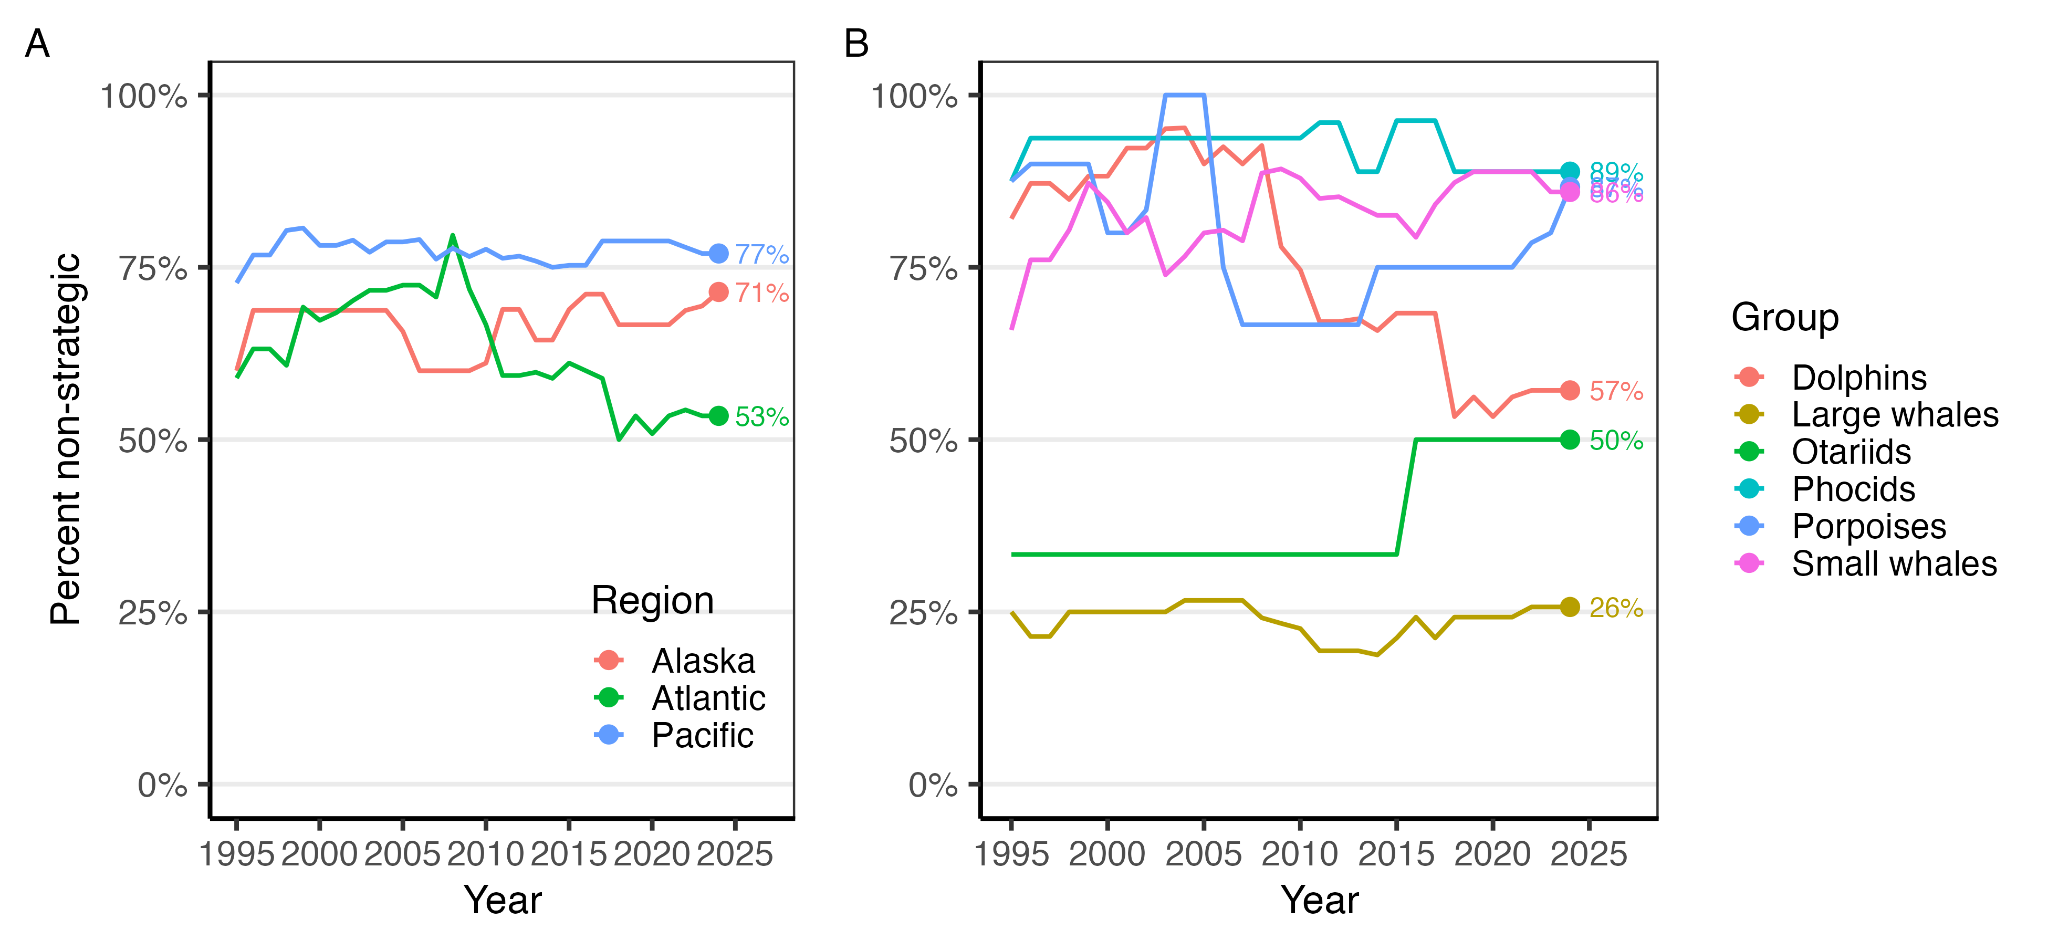 A
Percent non-strategic
100%
75%
50%
25%
0%
77%
71%
53%
Region
Alaska
Atlantic
Pacific
1995 2000 2005 2010 2015 2020 2025
Year
B
100%
75%
50%
25%
0%
89%
87%
86%
57%
50%
26%
1995 2000 2005 2010 2015 2020 2025
Year
Group
Dolphins
Large whales
Otariids
Phocids
Porpoises
Small whales